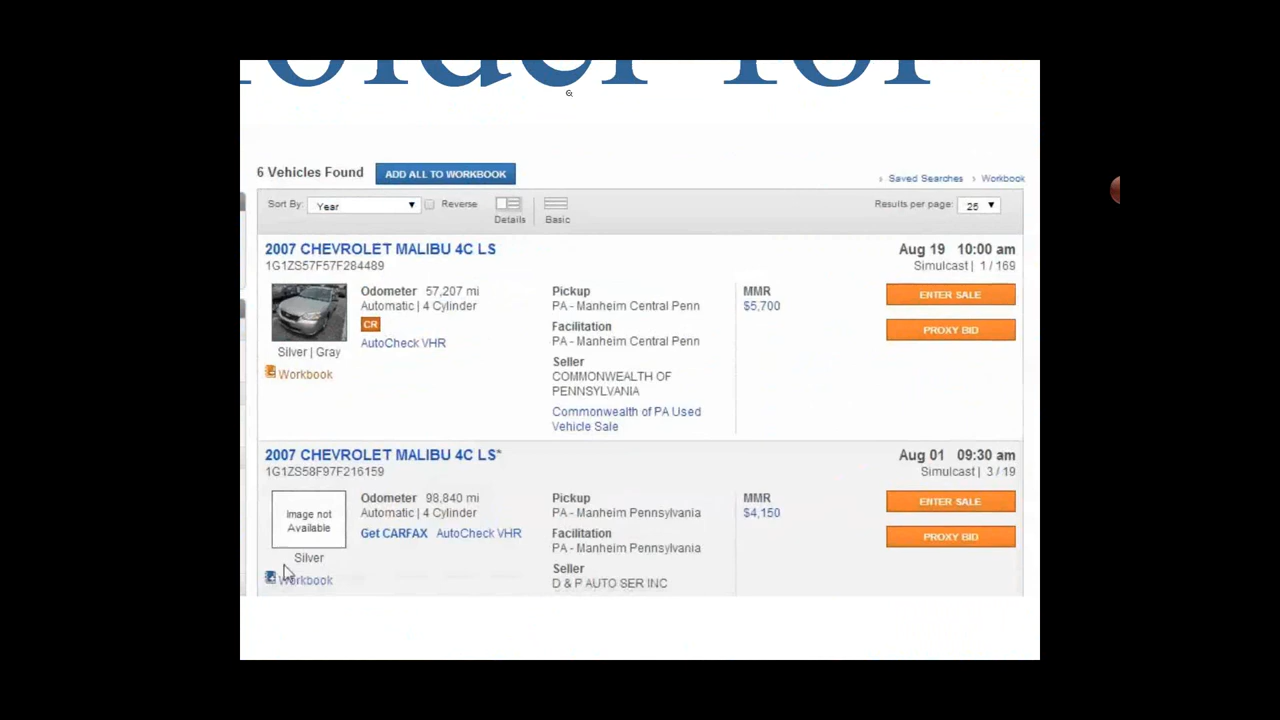 6 Vehicles Found
ADD ALL TO WORKBOOK
› Saved Searches › Workbook
Sort By: Year Reverse Details Basic
Results per page: 25
2007 CHEVROLET MALIBU 4C LS
1G1ZS57F57F284489
Aug 19 10:00 am
Simulcast | 1 / 169
Odometer 57,207 mi
Automatic | 4 Cylinder
CR
AutoCheck VHR
Silver | Gray
Workbook
Pickup
PA - Manheim Central Penn
Facilitation
PA - Manheim Central Penn
Seller
COMMONWEALTH OF
PENNSYLVANIA
Commonwealth of PA Used
Vehicle Sale
MMR
$5,700
ENTER SALE
PROXY BID
2007 CHEVROLET MALIBU 4C LS*
1G1ZS58F97F216159
Aug 01 09:30 am
Simulcast | 3 / 19
Image not
Available
Silver
Workbook
Odometer 98,840 mi
Automatic | 4 Cylinder
Get CARFAX AutoCheck VHR
Pickup
PA - Manheim Pennsylvania
Facilitation
PA - Manheim Pennsylvania
Seller
D & P AUTO SER INC
MMR
$4,150
ENTER SALE
PROXY BID